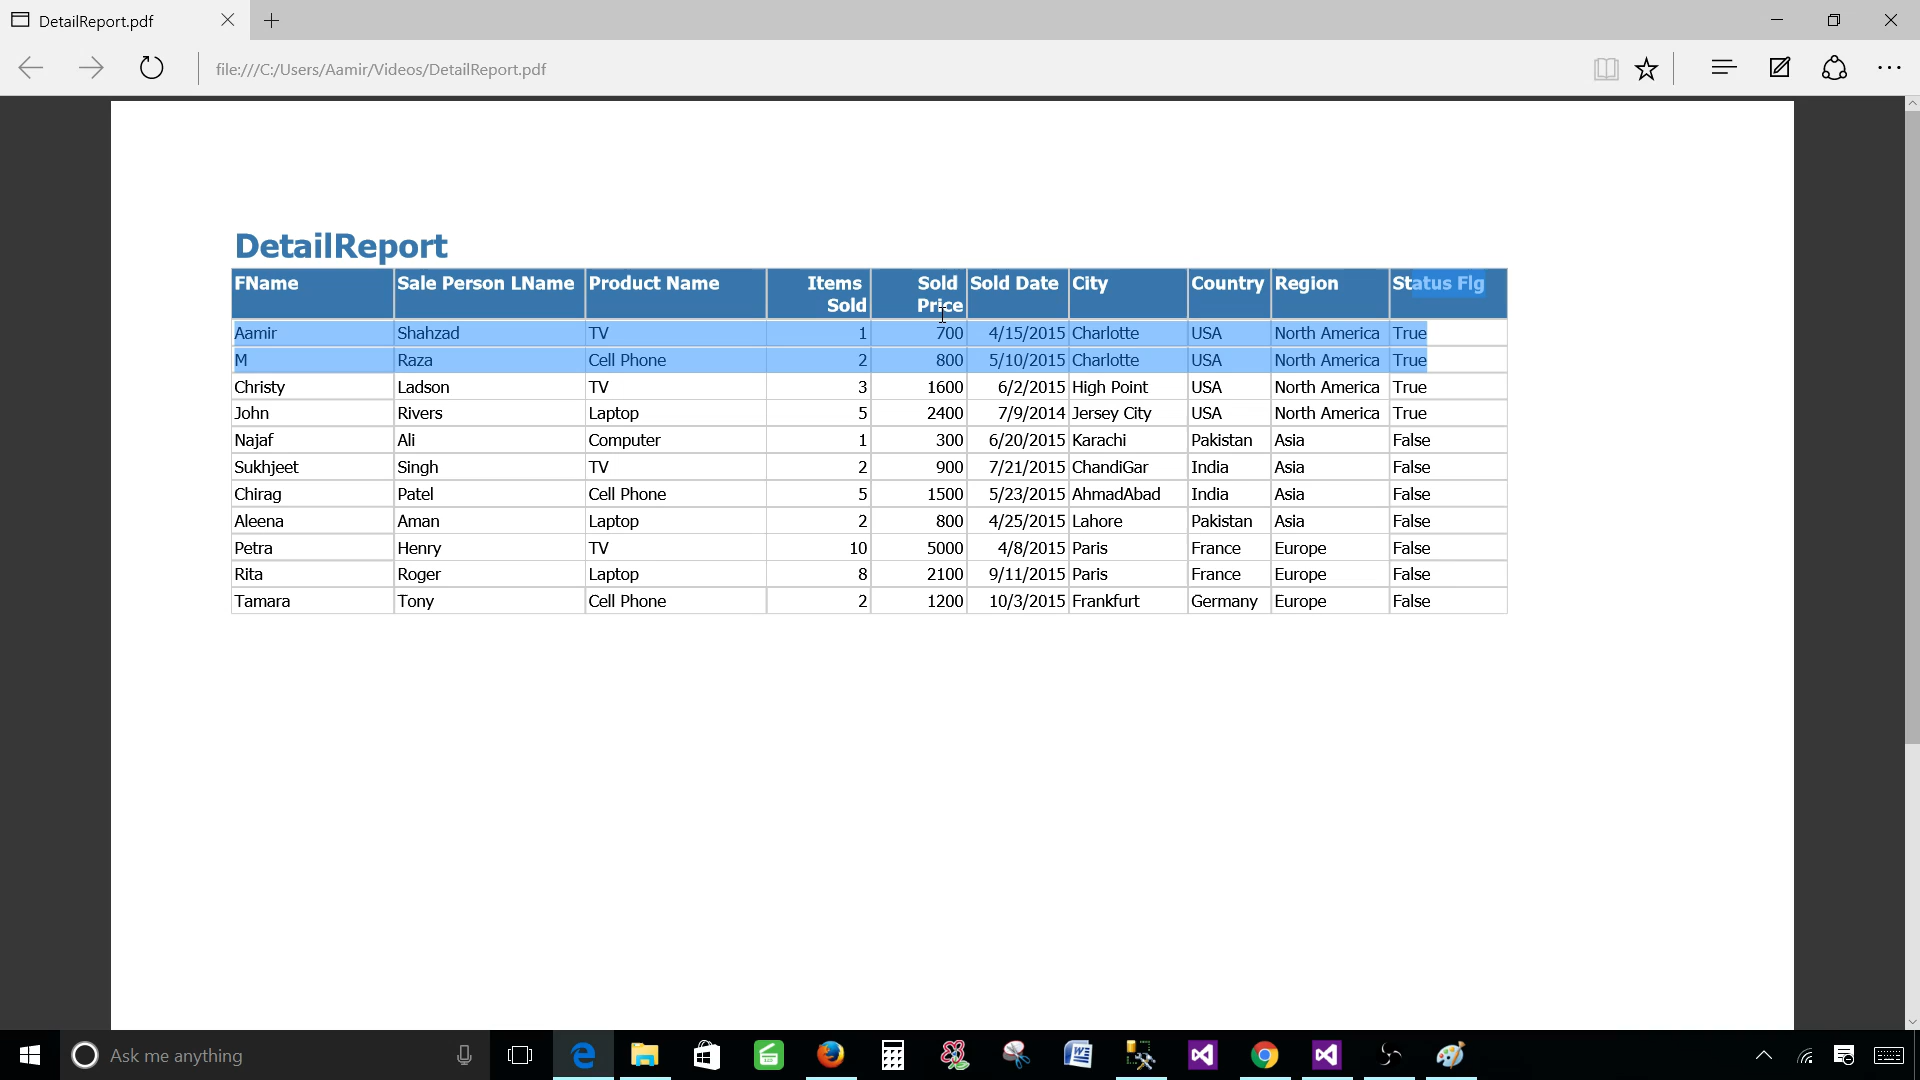 DetailReport.pdf
file:///C:/Users/Aamir/Videos/DetailReport.pdf
DetailReport
FName Sale Person LName Product Name Items Sold Sold Price Sold Date City Country Region Status Flg
Aamir Shahzad TV 1 700 4/15/2015 Charlotte USA North America True
M Raza Cell Phone 2 800 5/10/2015 Charlotte USA North America True
Christy Ladson TV 3 1600 6/2/2015 High Point USA North America True
John Rivers Laptop 5 2400 7/9/2014 Jersey City USA North America True
Najaf Ali Computer 1 300 6/20/2015 Karachi Pakistan Asia False
Sukhjeet Singh TV 2 900 7/21/2015 ChandiGar India Asia False
Chirag Patel Cell Phone 5 1500 5/23/2015 AhmadAbad India Asia False
Aleena Aman Laptop 2 800 4/25/2015 Lahore Pakistan Asia False
Petra Henry TV 10 5000 4/8/2015 Paris France Europe False
Rita Roger Laptop 8 2100 9/11/2015 Paris France Europe False
Tamara Tony Cell Phone 2 1200 10/3/2015 Frankfurt Germany Europe False
Ask me anything